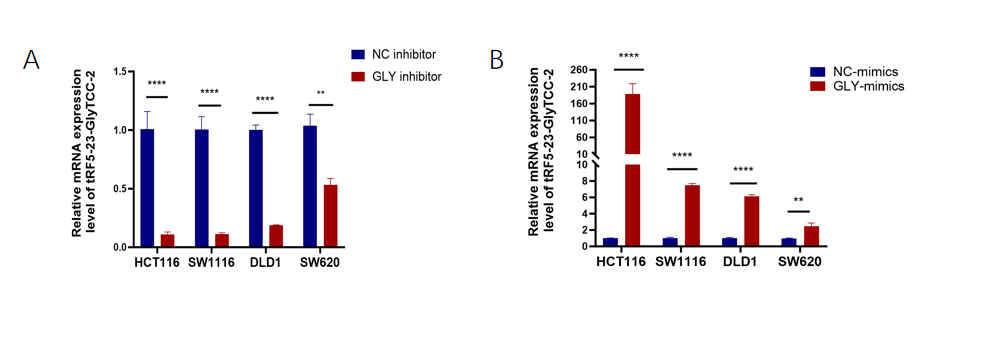 A
NC inhibitor
GLY inhibitor
Relative mRNA expression
level of tRF5-23-GlyTCC-2
1.5
1.0
0.5
0.0
****
****
****
**
HCT116 SW1116 DLD1 SW620
B
NC-mimics
GLY-mimics
Relative mRNA expression
level of tRF5-23-GlyTCC-2
260
210
160
110
60
10
10
8
6
4
2
0
****
****
****
**
HCT116 SW1116 DLD1 SW620